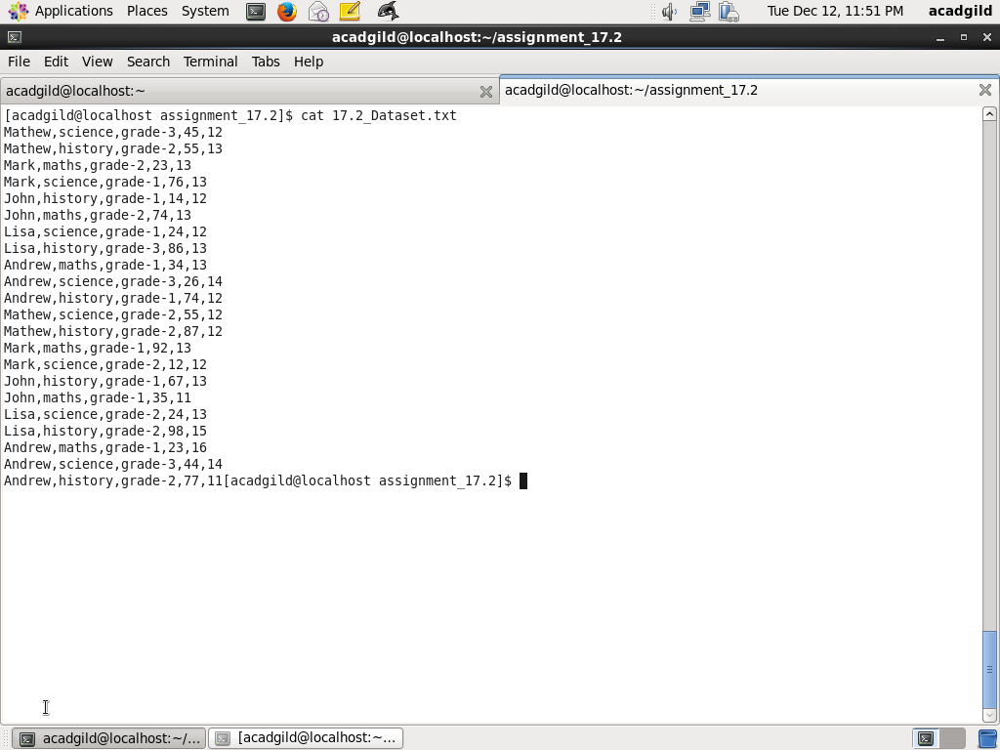 Applications Places System Tue Dec 12, 11:51 PM acadgild
acadgild@localhost:~/assignment_17.2
File Edit View Search Terminal Tabs Help
acadgild@localhost:~ acadgild@localhost:~/assignment_17.2
[acadgild@localhost assignment_17.2]$ cat 17.2_Dataset.txt
Mathew,science,grade-3,45,12
Mathew,history,grade-2,55,13
Mark,maths,grade-2,23,13
Mark,science,grade-1,76,13
John,history,grade-1,14,12
John,maths,grade-2,74,13
Lisa,science,grade-1,24,12
Lisa,history,grade-3,86,13
Andrew,maths,grade-1,34,13
Andrew,science,grade-3,26,14
Andrew,history,grade-1,74,12
Mathew,science,grade-2,55,12
Mathew,history,grade-2,87,12
Mark,maths,grade-1,92,13
Mark,science,grade-2,12,12
John,history,grade-1,67,13
John,maths,grade-1,35,11
Lisa,science,grade-2,24,13
Lisa,history,grade-2,98,15
Andrew,maths,grade-1,23,16
Andrew,science,grade-3,44,14
Andrew,history,grade-2,77,11[acadgild@localhost assignment_17.2]$
acadgild@localhost:~/... [acadgild@localhost:~...